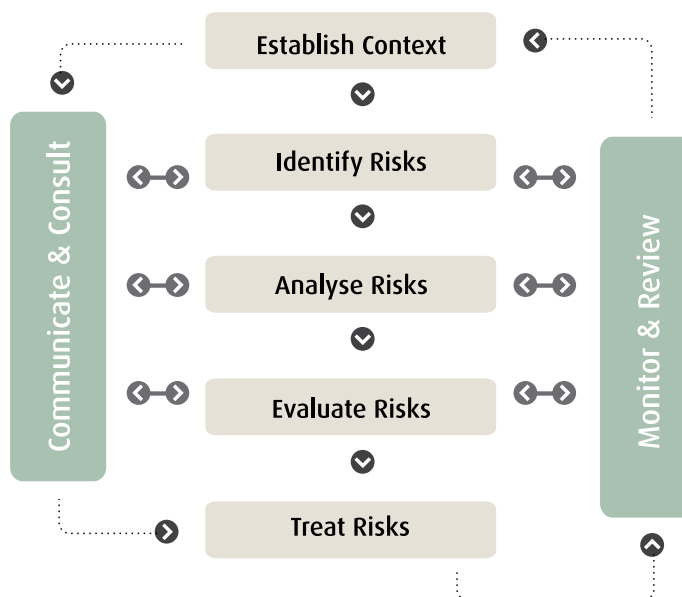 Establish Context
Communicate & Consult
Identify Risks
Analyse Risks
Evaluate Risks
Treat Risks
Monitor & Review